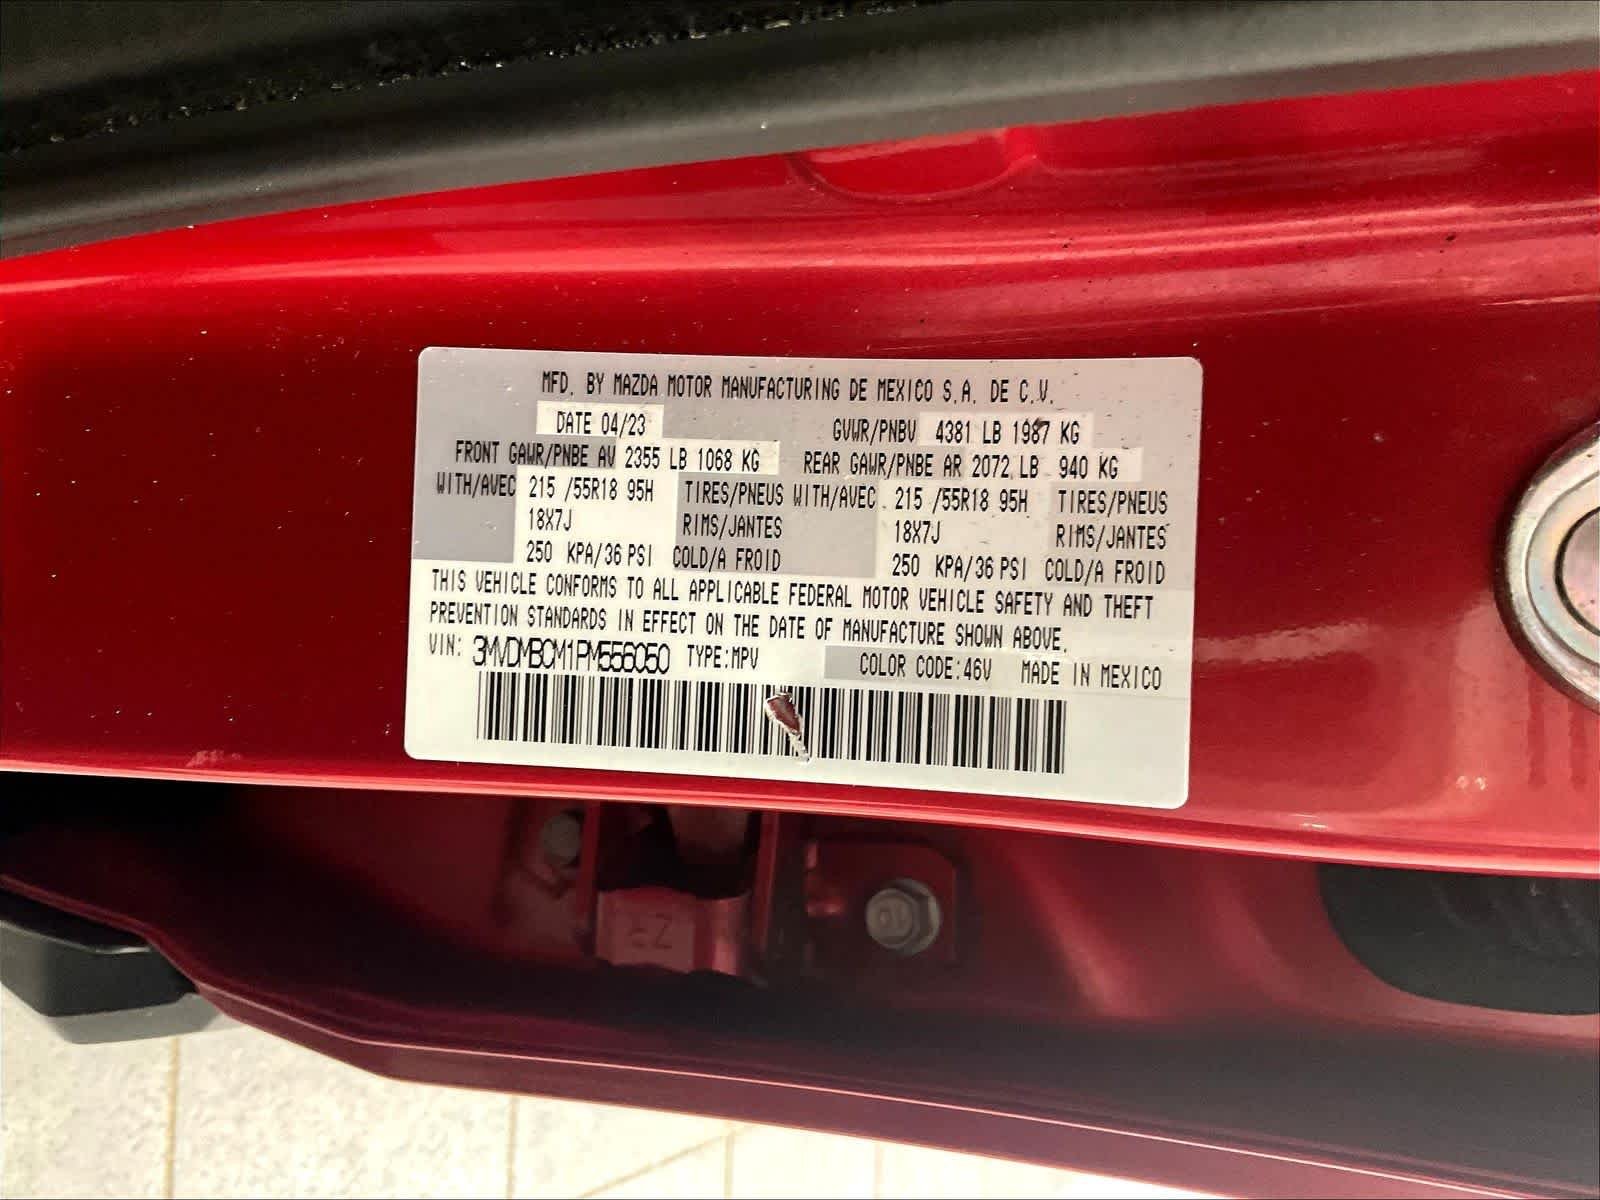 MFD. BY MAZDA MOTOR MANUFACTURING DE MEXICO S.A. DE C.V.
DATE 04/23 GVWR/PNBV 4381 LB 1987 KG
FRONT GAWR/PNBE AV 2355 LB 1068 KG REAR GAWR/PNBE AR 2072 LB 940 KG
WITH/AVEC 215 /55R18 95H TIRES/PNEUS WITH/AVEC 215 /55R18 95H TIRES/PNEUS
18X7J RIMS/JANTES 18X7J RIMS/JANTES
250 KPA/36 PSI COLD/A FROID 250 KPA/36 PSI COLD/A FROID
THIS VEHICLE CONFORMS TO ALL APPLICABLE FEDERAL MOTOR VEHICLE SAFETY AND THEFT
PREVENTION STANDARDS IN EFFECT ON THE DATE OF MANUFACTURE SHOWN ABOVE.
VIN: 3MVDMBCM1PM556050 TYPE:MPV COLOR CODE:46V MADE IN MEXICO